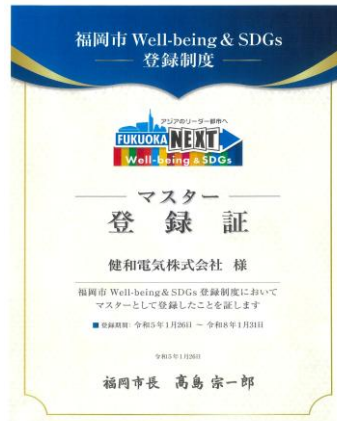 福岡市 Well-being & SDGs
登録制度
アジアのリーダー都市へ
FUKUOKA NEXT
Well-being & SDGs
マスター
登録証
健和電気株式会社 様
福岡市 Well-being & SDGs 登録制度において
マスターとして登録したことを証します
■ 登録期間: 令和5年1月26日 ～ 令和8年1月31日
令和5年1月26日
福岡市長 高島 宗一郎